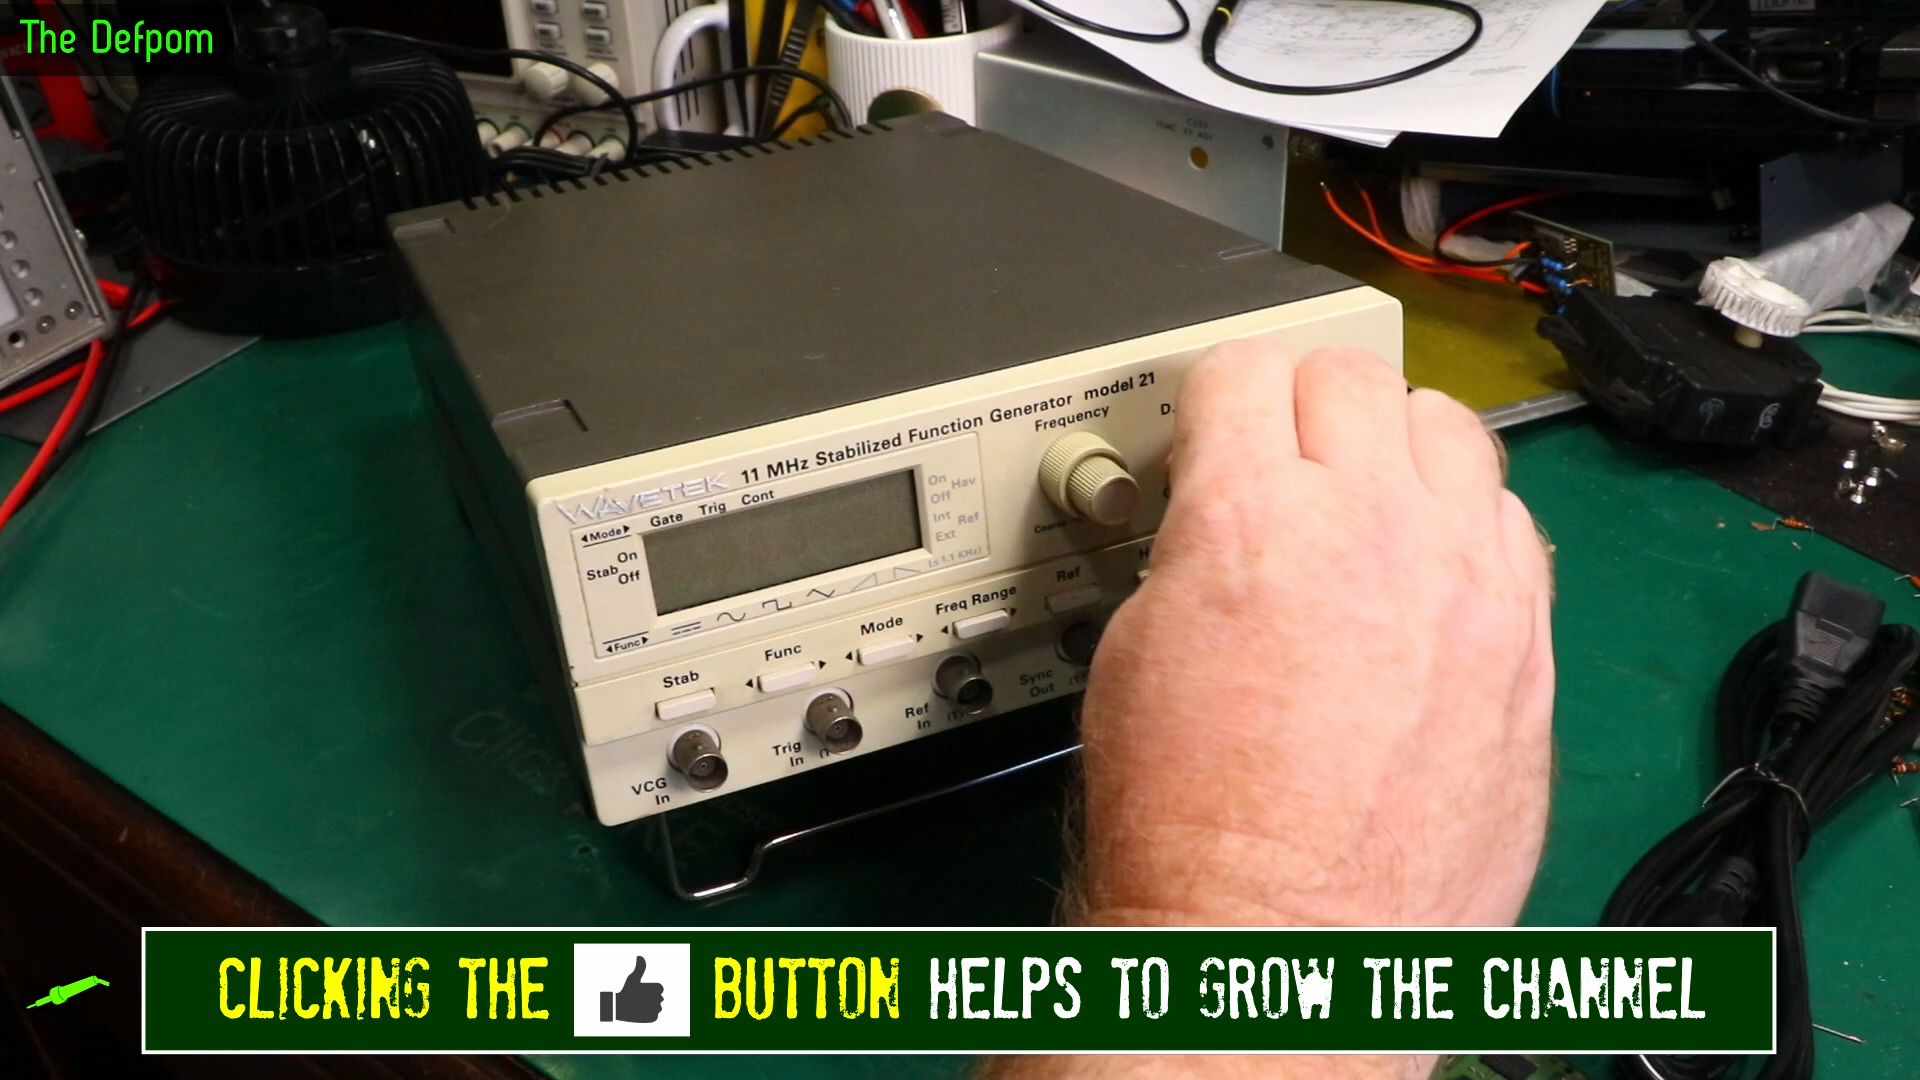 The Defpom
WAVETEK 11 MHz Stabilized Function Generator model 21
Frequency
D.
Mode
Gate Trig Cont
On
Off
Hav
Int
Ext
Ref
Stab
On
Off
Func
Coarse
Stab
Func
Mode
Freq Range
Ref
H
VCG
In
Trig
In
Ref
In
Sync
Out
CLICKING THE BUTTON HELPS TO GROW THE CHANNEL